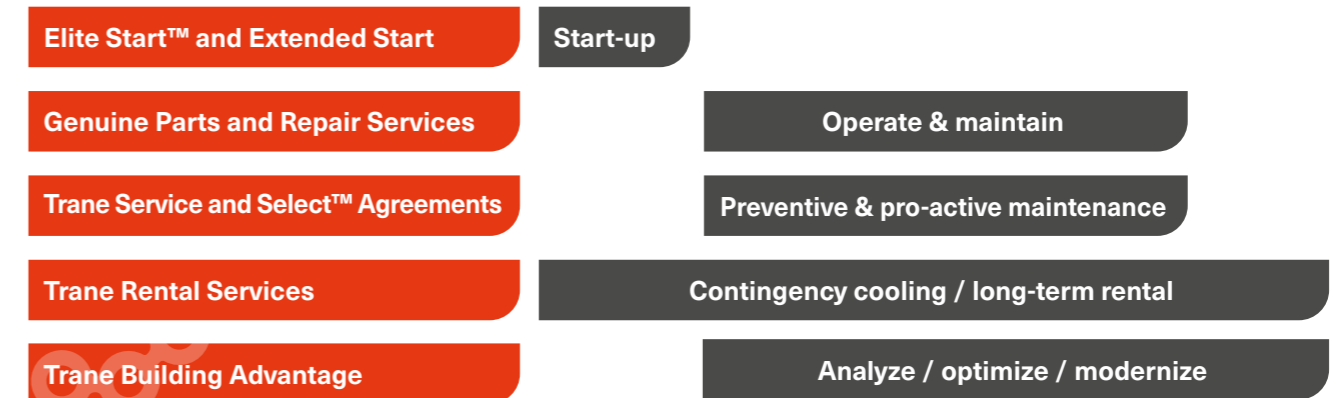 Elite Start™ and Extended Start
Start-up
Genuine Parts and Repair Services
Operate & maintain
Trane Service and Select™ Agreements
Preventive & pro-active maintenance
Trane Rental Services
Contingency cooling / long-term rental
Trane Building Advantage
Analyze / optimize / modernize